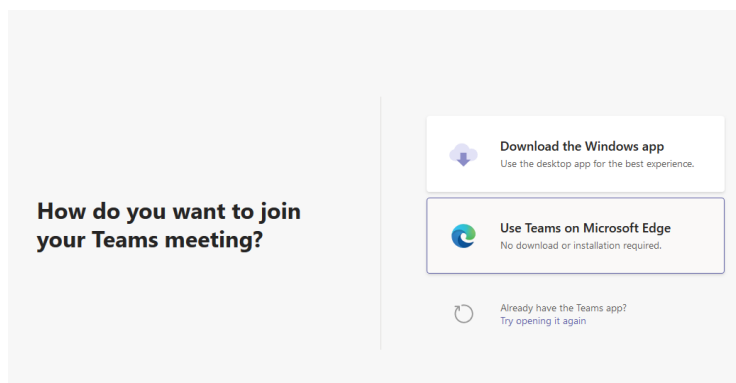 How do you want to join
your Teams meeting?
Download the Windows app
Use the desktop app for the best experience.
Use Teams on Microsoft Edge
No download or installation required.
Already have the Teams app?
Try opening it again